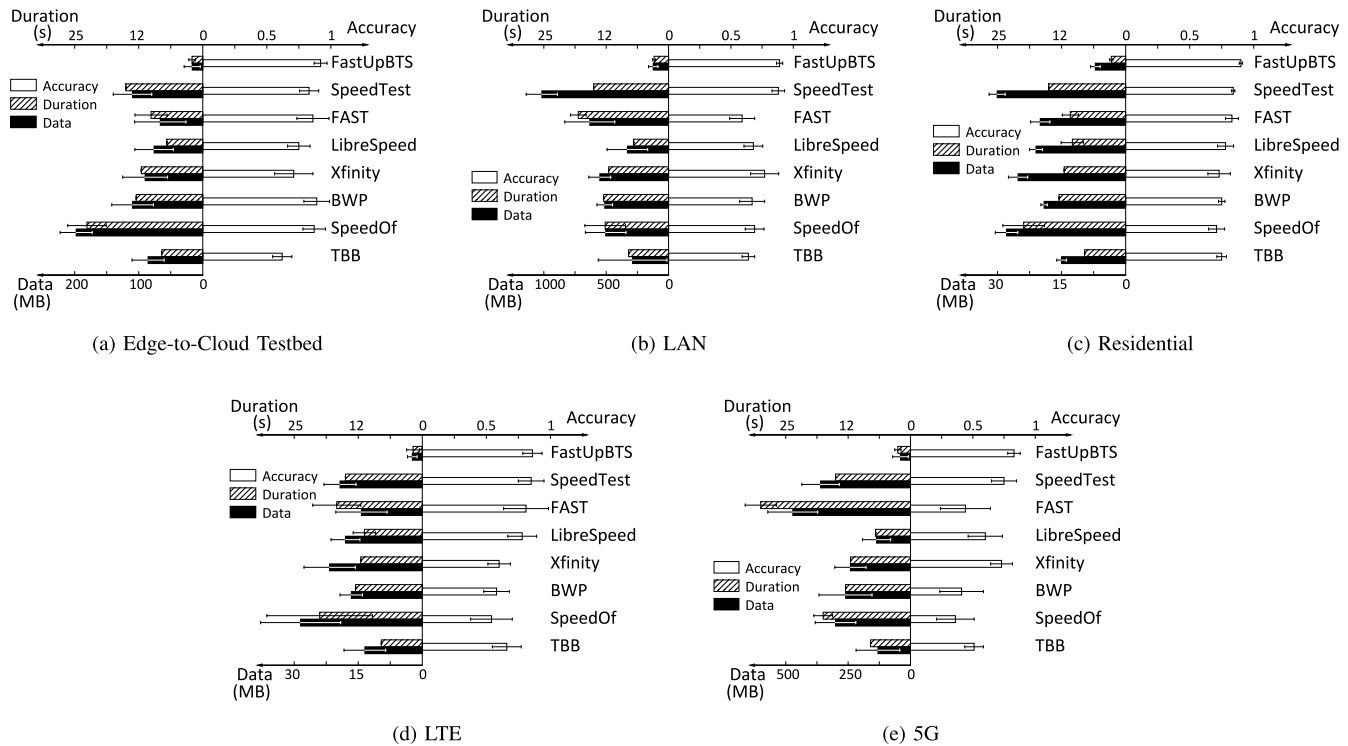 Duration
(s) 25 12 0 0.5 1 Accuracy
FastUpBTS
Accuracy SpeedTest
Duration FAST
Data LibreSpeed
Xfinity
BWP
SpeedOf
TBB
Data 200 100 0
(MB)
(a) Edge-to-Cloud Testbed
Duration
(s) 25 12 0 0.5 1 Accuracy
FastUpBTS
SpeedTest
FAST
LibreSpeed
Accuracy Xfinity
Duration BWP
Data SpeedOf
TBB
Data 1000 500 0
(MB)
(b) LAN
Duration
(s) 25 12 0 0.5 1 Accuracy
FastUpBTS
SpeedTest
FAST
Accuracy LibreSpeed
Duration Xfinity
Data BWP
SpeedOf
TBB
Data 30 15 0
(MB)
(c) Residential
Duration
(s) 25 12 0 0.5 1 Accuracy
FastUpBTS
Accuracy SpeedTest
Duration FAST
Data LibreSpeed
Xfinity
BWP
SpeedOf
TBB
Data 30 15 0
(MB)
(d) LTE
Duration
(s) 25 12 0 0.5 1 Accuracy
FastUpBTS
SpeedTest
FAST
LibreSpeed
Accuracy Xfinity
Duration BWP
Data SpeedOf
TBB
Data 500 250 0
(MB)
(e) 5G